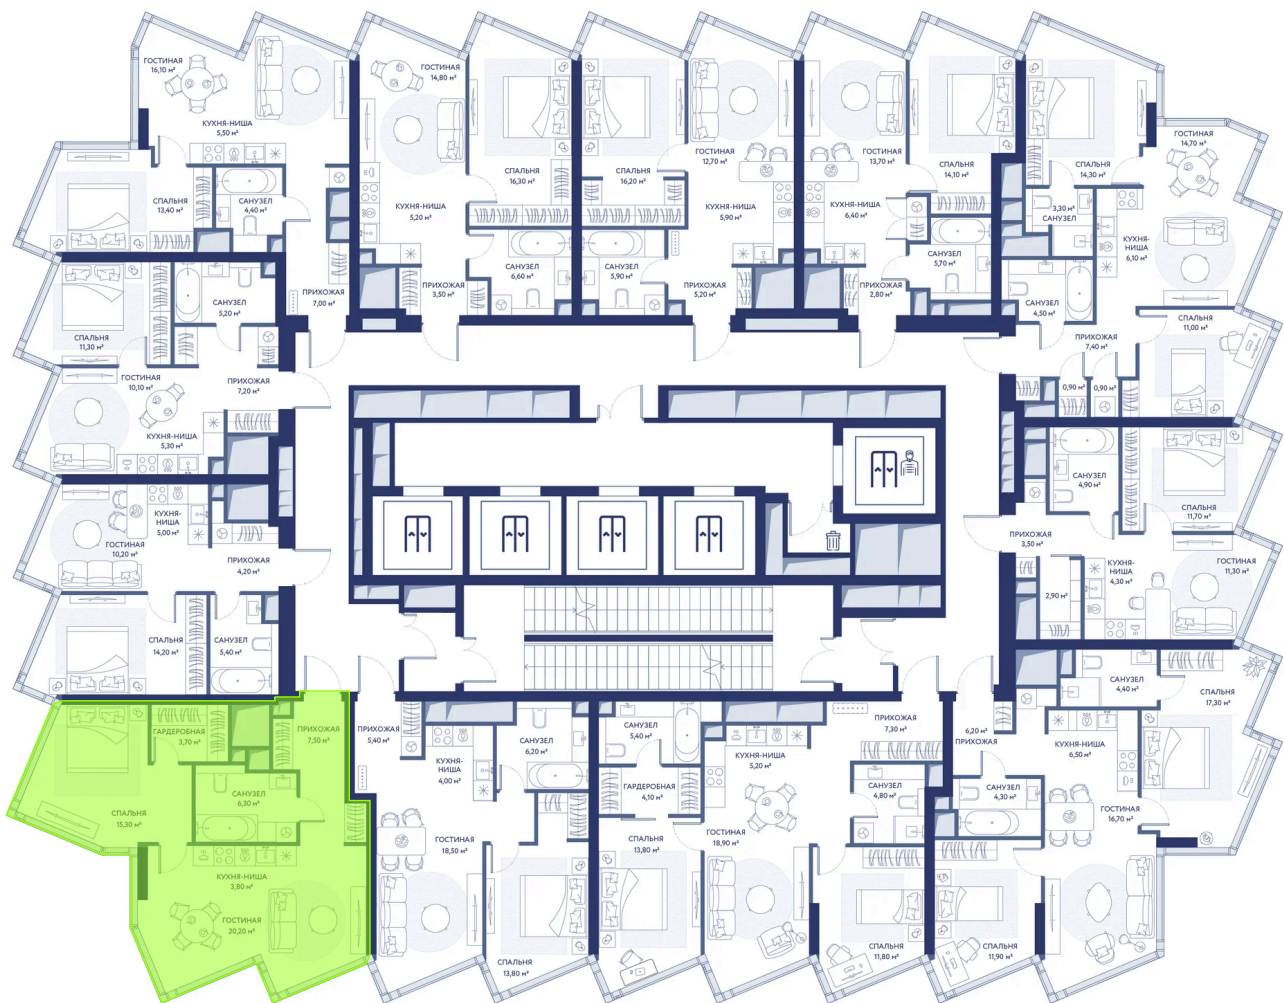 ГОСТИНАЯ
16,10 м²
КУХНЯ-НИША
5,50 м²
СПАЛЬНЯ
13,40 м²
САНУЗЕЛ
4,40 м²
ПРИХОЖАЯ
7,00 м²
ГОСТИНАЯ
14,80 м²
КУХНЯ-НИША
5,20 м²
СПАЛЬНЯ
16,30 м²
САНУЗЕЛ
6,60 м²
ПРИХОЖАЯ
3,50 м²
СПАЛЬНЯ
16,20 м²
ГОСТИНАЯ
12,70 м²
КУХНЯ-НИША
5,90 м²
САНУЗЕЛ
5,90 м²
ПРИХОЖАЯ
5,20 м²
ГОСТИНАЯ
13,70 м²
КУХНЯ-НИША
6,40 м²
СПАЛЬНЯ
14,10 м²
САНУЗЕЛ
5,70 м²
ПРИХОЖАЯ
2,80 м²
СПАЛЬНЯ
14,30 м²
3,30 м²
САНУЗЕЛ
ГОСТИНАЯ
14,70 м²
КУХНЯ-
НИША
6,10 м²
САНУЗЕЛ
4,50 м²
ПРИХОЖАЯ
7,40 м²
СПАЛЬНЯ
11,00 м²
0,90 м²
0,90 м²
СПАЛЬНЯ
11,30 м²
САНУЗЕЛ
5,20 м²
ГОСТИНАЯ
10,10 м²
ПРИХОЖАЯ
7,20 м²
КУХНЯ-НИША
5,30 м²
КУХНЯ-
НИША
5,00 м²
ГОСТИНАЯ
10,20 м²
ПРИХОЖАЯ
4,20 м²
СПАЛЬНЯ
14,20 м²
САНУЗЕЛ
5,40 м²
САНУЗЕЛ
4,90 м²
СПАЛЬНЯ
11,70 м²
ПРИХОЖАЯ
3,50 м²
КУХНЯ-
НИША
4,30 м²
ГОСТИНАЯ
11,30 м²
2,90 м²
САНУЗЕЛ
4,40 м²
СПАЛЬНЯ
17,30 м²
6,20 м²
ПРИХОЖАЯ
КУХНЯ-НИША
6,50 м²
САНУЗЕЛ
4,30 м²
ГОСТИНАЯ
16,70 м²
СПАЛЬНЯ
11,90 м²
ГАРДЕРОБНАЯ
3,70 м²
ПРИХОЖАЯ
7,50 м²
САНУЗЕЛ
6,30 м²
СПАЛЬНЯ
15,30 м²
КУХНЯ-НИША
3,80 м²
ГОСТИНАЯ
20,20 м²
ПРИХОЖАЯ
5,40 м²
КУХНЯ-
НИША
4,00 м²
САНУЗЕЛ
6,20 м²
ГОСТИНАЯ
18,50 м²
СПАЛЬНЯ
13,80 м²
САНУЗЕЛ
5,40 м²
КУХНЯ-НИША
5,20 м²
ПРИХОЖАЯ
7,30 м²
ГАРДЕРОБНАЯ
4,10 м²
САНУЗЕЛ
4,80 м²
СПАЛЬНЯ
13,80 м²
ГОСТИНАЯ
18,90 м²
СПАЛЬНЯ
11,80 м²